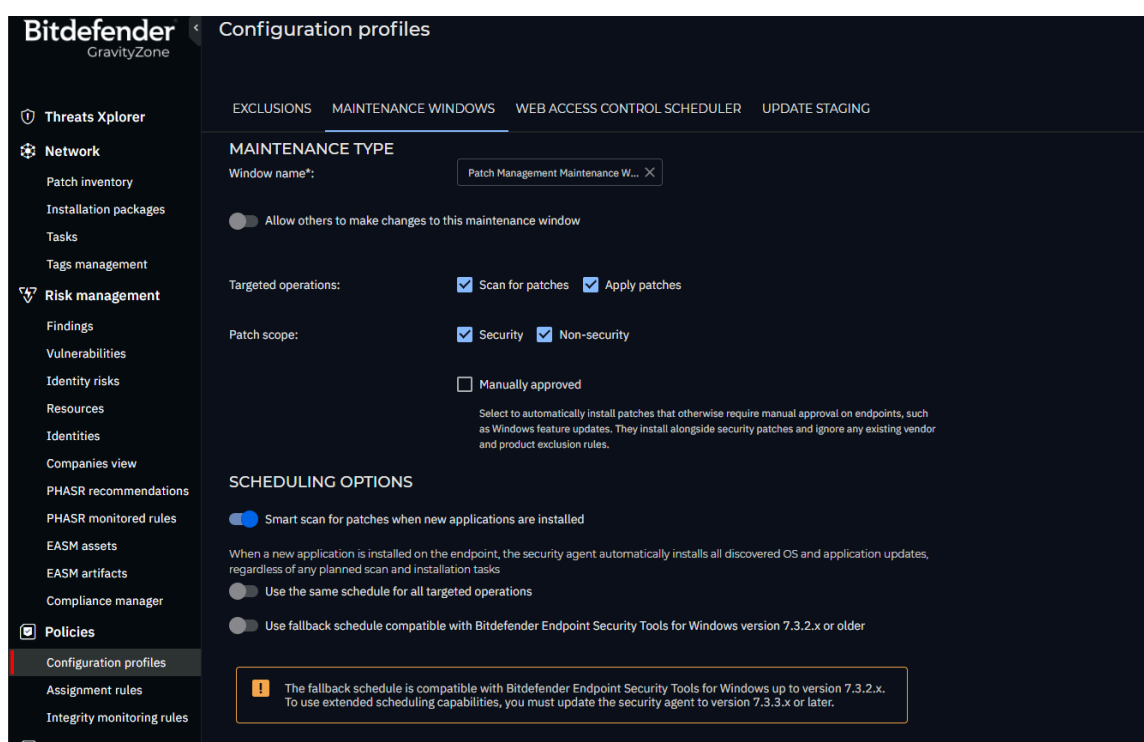 Bitdefender
GravityZone
Configuration profiles
Threats Xplorer
Network
Patch inventory
Installation packages
Tasks
Tags management
Risk management
Findings
Vulnerabilities
Identity risks
Resources
Identities
Companies view
PHASR recommendations
PHASR monitored rules
EASM assets
EASM artifacts
Compliance manager
Policies
Configuration profiles
Assignment rules
Integrity monitoring rules
EXCLUSIONS MAINTENANCE WINDOWS WEB ACCESS CONTROL SCHEDULER UPDATE STAGING
MAINTENANCE TYPE
Window name*: Patch Management Maintenance W...
Allow others to make changes to this maintenance window
Targeted operations: Scan for patches Apply patches
Patch scope: Security Non-security
Manually approved
Select to automatically install patches that otherwise require manual approval on endpoints, such
as Windows feature updates. They install alongside security patches and ignore any existing vendor
and product exclusion rules.
SCHEDULING OPTIONS
Smart scan for patches when new applications are installed
When a new application is installed on the endpoint, the security agent automatically installs all discovered OS and application updates,
regardless of any planned scan and installation tasks
Use the same schedule for all targeted operations
Use fallback schedule compatible with Bitdefender Endpoint Security Tools for Windows version 7.3.2.x or older
The fallback schedule is compatible with Bitdefender Endpoint Security Tools for Windows up to version 7.3.2.x.
To use extended scheduling capabilities, you must update the security agent to version 7.3.3.x or later.